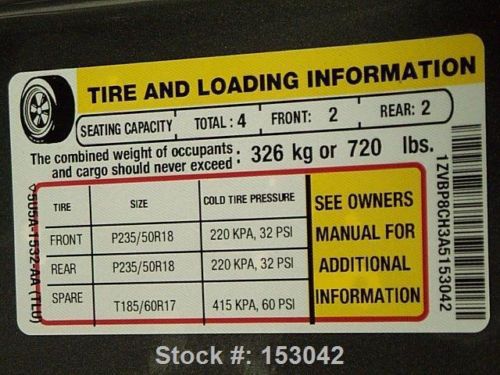 TIRE AND LOADING INFORMATION
SEATING CAPACITY TOTAL : 4 FRONT: 2 REAR: 2
The combined weight of occupants
and cargo should never exceed : 326 kg or 720 lbs.
TIRE SIZE COLD TIRE PRESSURE
FRONT P235/50R18 220 KPA, 32 PSI
REAR P235/50R18 220 KPA, 32 PSI
SPARE T185/60R17 415 KPA, 60 PSI
SEE OWNERS
MANUAL FOR
ADDITIONAL
INFORMATION
1ZVBP8CH3A5153042
Stock #: 153042